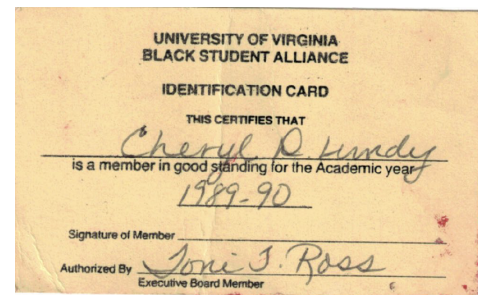 UNIVERSITY OF VIRGINIA
BLACK STUDENT ALLIANCE
IDENTIFICATION CARD
THIS CERTIFIES THAT
Cheryl D. Lundy
is a member in good standing for the Academic year
1989-90
Signature of Member
Authorized By Toni J. Ross
Executive Board Member